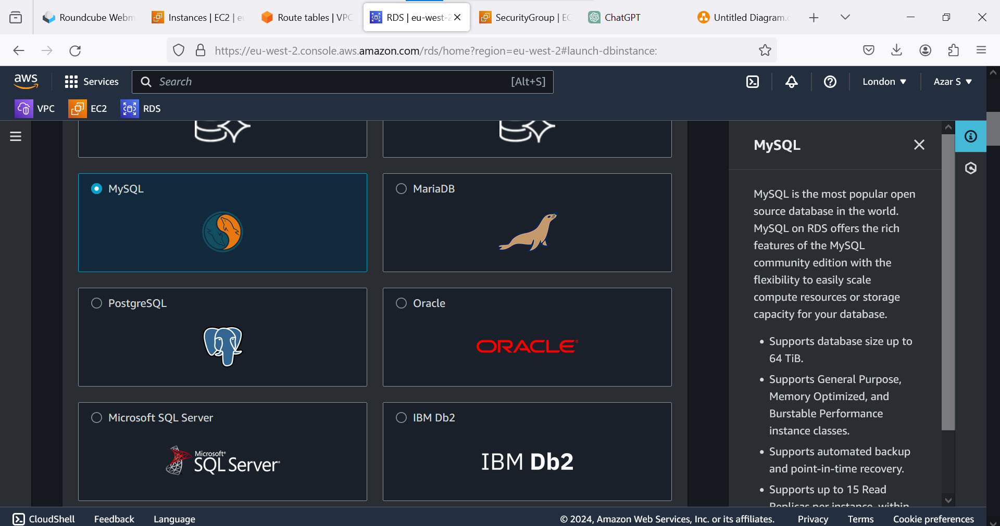 Roundcube Webm
Instances | EC2 | eu
Route tables | VPC
RDS | eu-west-2
SecurityGroup | EC
ChatGPT
Untitled Diagram.d
https://eu-west-2.console.aws.amazon.com/rds/home?region=eu-west-2#launch-dbinstance:
aws
Services
Search
[Alt+S]
London
Azar S
VPC
EC2
RDS
MySQL
MariaDB
PostgreSQL
Oracle
ORACLE
Microsoft SQL Server
Microsoft®
SQL Server
IBM Db2
IBM Db2
MySQL
MySQL is the most popular open
source database in the world.
MySQL on RDS offers the rich
features of the MySQL
community edition with the
flexibility to easily scale
compute resources or storage
capacity for your database.
• Supports database size up to
64 TiB.
• Supports General Purpose,
Memory Optimized, and
Burstable Performance
instance classes.
• Supports automated backup
and point-in-time recovery.
• Supports up to 15 Read
Replicas per instance, within
CloudShell
Feedback
Language
© 2024, Amazon Web Services, Inc. or its affiliates.
Privacy
Terms
Cookie preferences